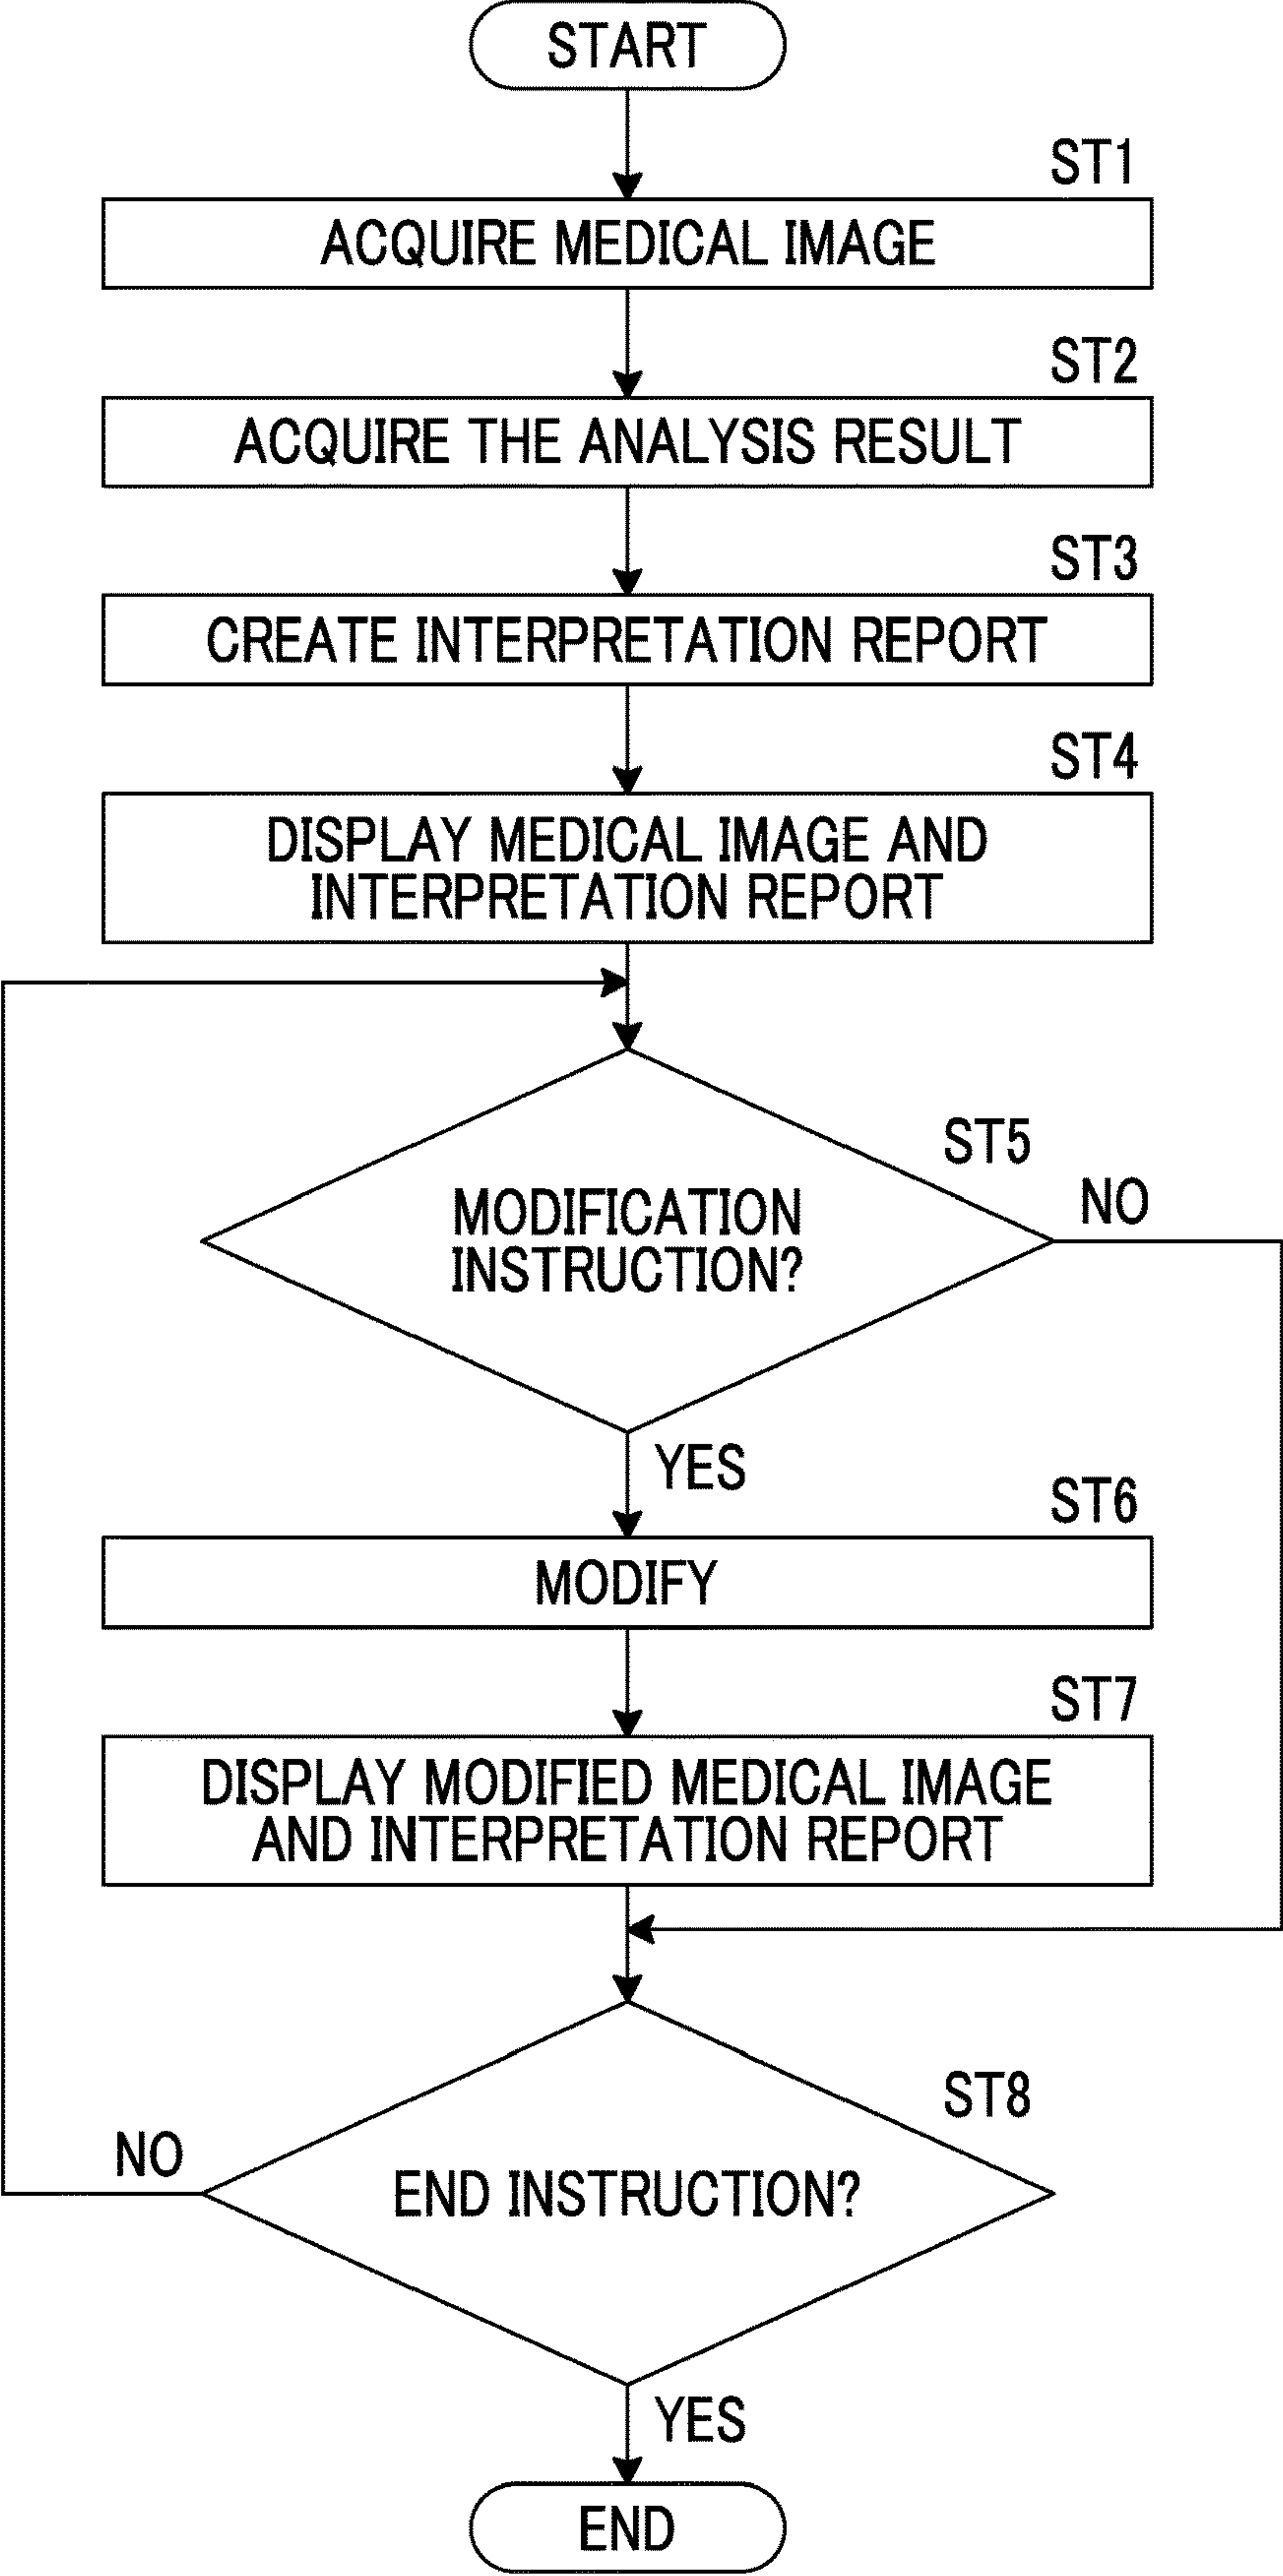 START
ST1
ACQUIRE MEDICAL IMAGE
ST2
ACQUIRE THE ANALYSIS RESULT
ST3
CREATE INTERPRETATION REPORT
ST4
DISPLAY MEDICAL IMAGE AND
INTERPRETATION REPORT
ST5
NO
MODIFICATION
INSTRUCTION?
YES
ST6
MODIFY
ST7
DISPLAY MODIFIED MEDICAL IMAGE
AND INTERPRETATION REPORT
ST8
NO
END INSTRUCTION?
YES
END